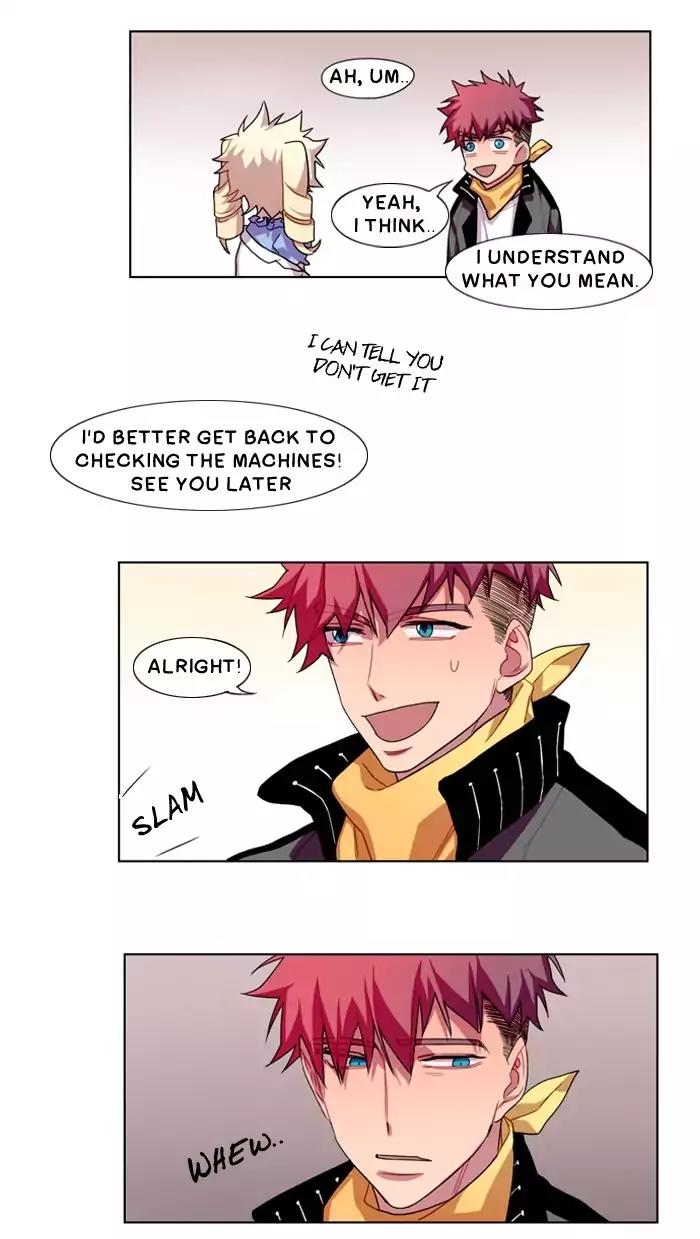 AH, UM..
YEAH,
I THINK..
I UNDERSTAND
WHAT YOU MEAN.
I CAN TELL YOU
DON'T GET IT
I'D BETTER GET BACK TO
CHECKING THE MACHINES!
SEE YOU LATER
ALRIGHT!
SLAM
WHEW..